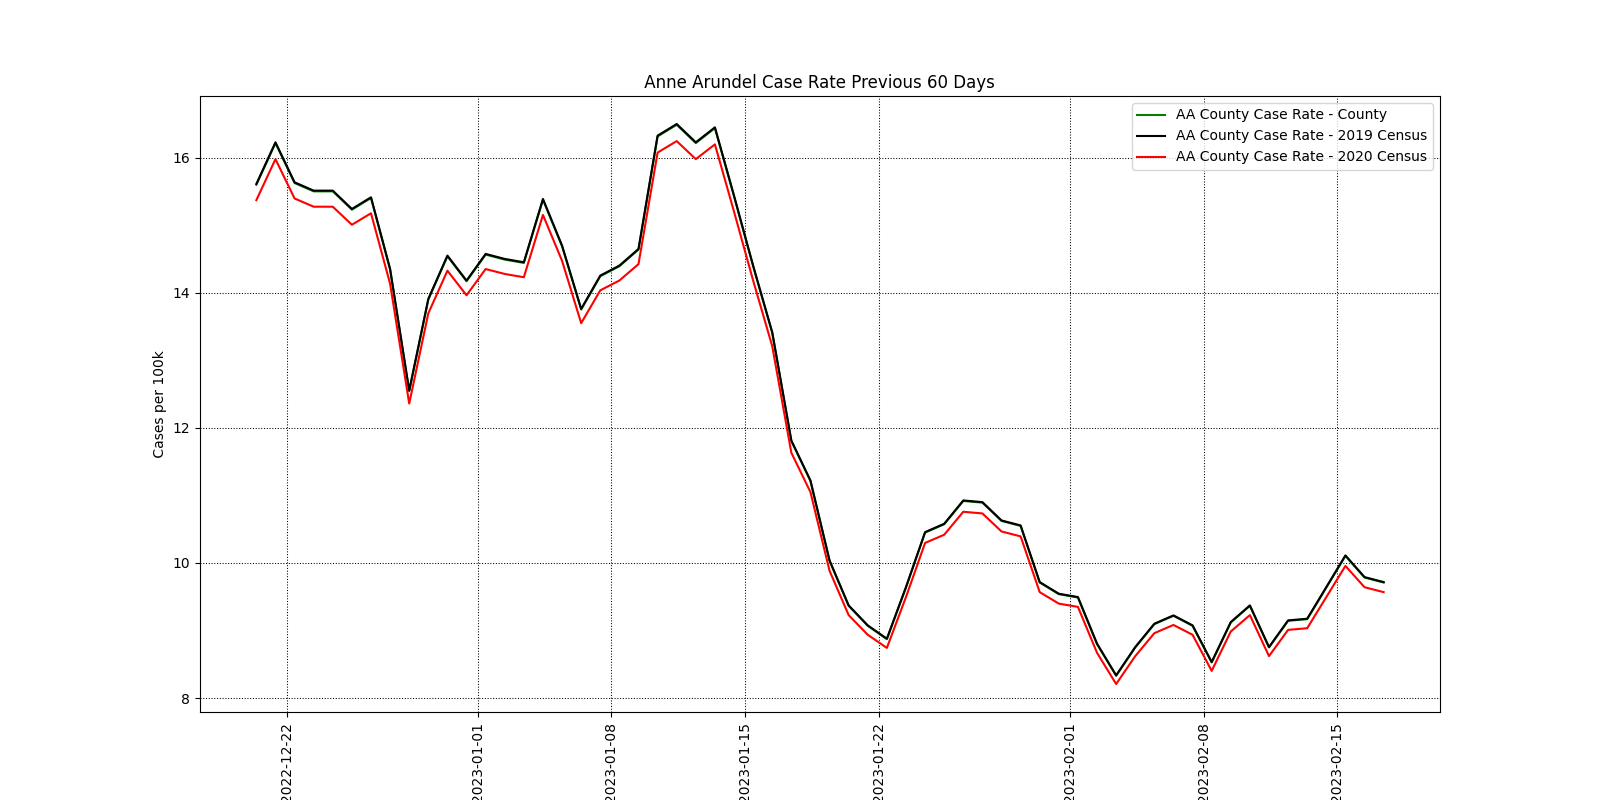 Anne Arundel Case Rate Previous 60 Days
AA County Case Rate - County
AA County Case Rate - 2019 Census
AA County Case Rate - 2020 Census
Cases per 100k
16
14
12
10
8
2022-12-22
2023-01-01
2023-01-08
2023-01-15
2023-01-22
2023-02-01
2023-02-08
2023-02-15